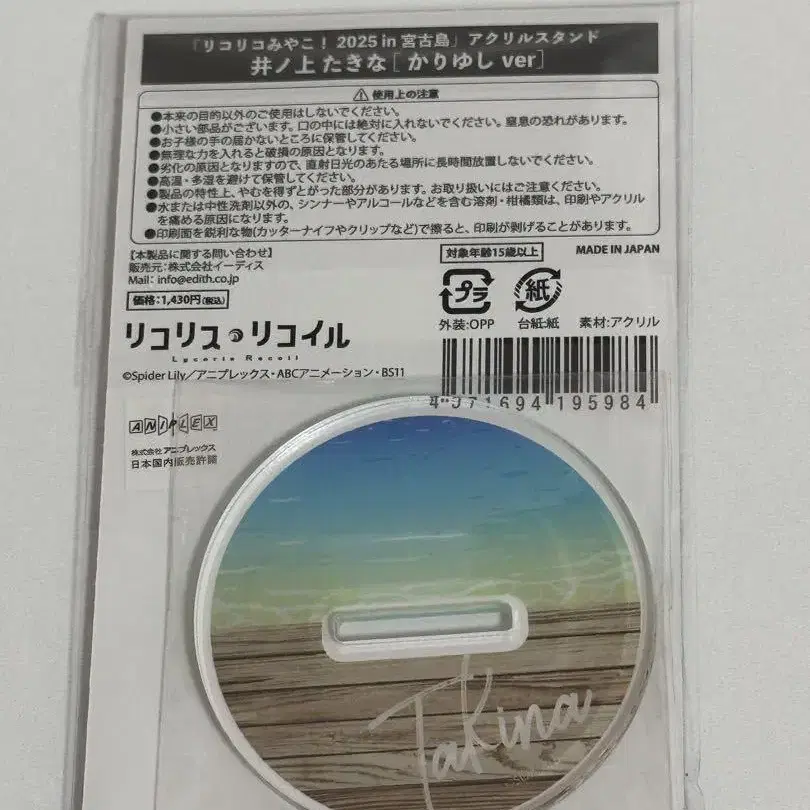 「リコリコみやこ! 2025 in 宮古島」アクリルスタンド
井ノ上 たきな[かりゆし ver]
⚠使用上の注意
●本来の目的以外のご使用はしないでください。
●小さい部品がございます。口の中には絶対に入れないでください。窒息の恐れがあります。
●お子様の手の届かないところに保管してください。
●無理な力を入れると破損の原因となります。
●劣化の原因となりますので、直射日光のあたる場所に長時間放置しないでください。
●高温・多湿を避けて保管してください。
●製品の特性上、やむを得ずとがった部分があります。お取り扱いにはご注意ください。
●水または中性洗剤以外の、シンナーやアルコールなどを含む溶剤・柑橘類は、印刷やアクリル
を痛める原因になります。
●印刷面を鋭利な物(カッターナイフやクリップなど)で擦ると、印刷が剥げることがあります。
【本製品に関する問い合わせ】
販売元:株式会社イーディス
Mail: info@edith.co.jp
価格:1,430円(税込)
対象年齢15歳以上
MADE IN JAPAN
プラ
紙
外装:OPP 台紙:紙 素材:アクリル
リコリス・リコイル
Lycoris Recoil
©Spider Lily／アニプレックス・ABCアニメーション・BS11
4 571694 195984
ANIPLEX
株式会社アニプレックス
日本国内販売許諾
Takina